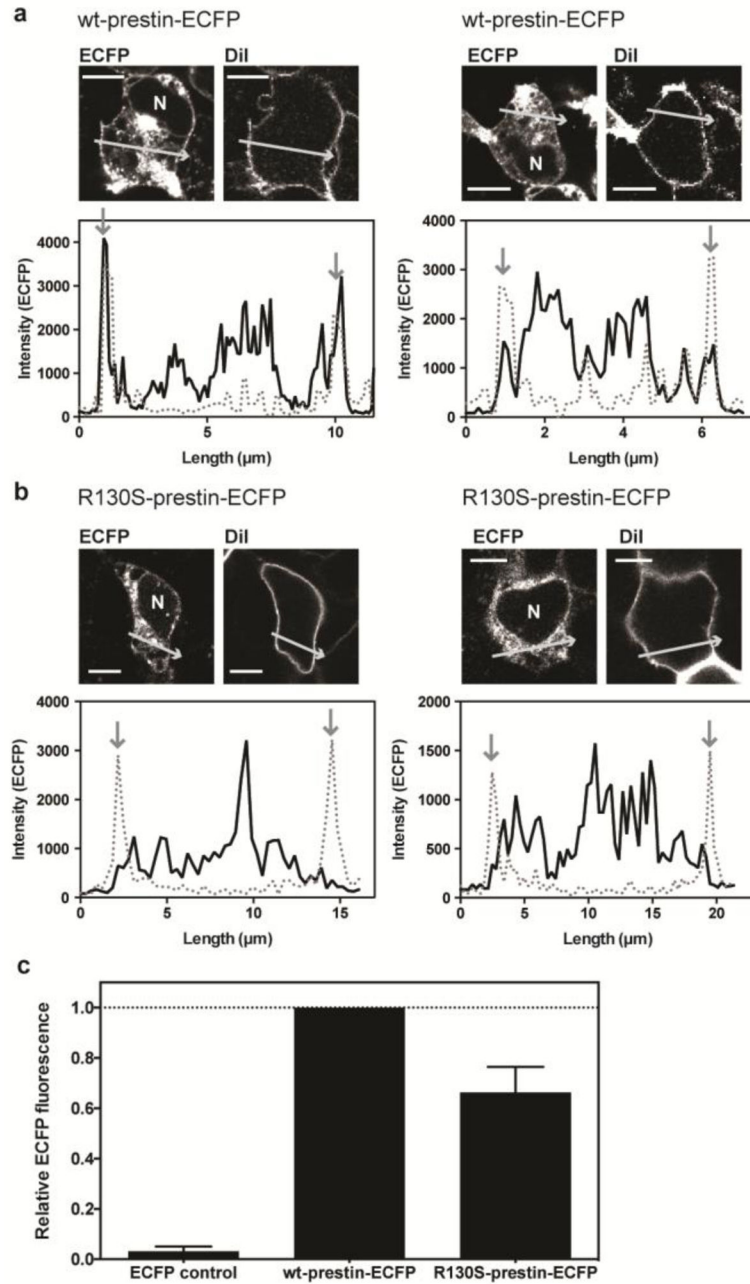 a
wt-prestin-ECFP wt-prestin-ECFP
ECFP DiI ECFP DiI
N N
4000 4000
3000 3000
2000 2000
1000 1000
0 0
Intensity (ECFP) Intensity (ECFP)
0 5 10 0 2 4 6
Length (µm) Length (µm)
b
R130S-prestin-ECFP R130S-prestin-ECFP
ECFP DiI ECFP DiI
N N
4000 2000
3000 1500
2000 1000
1000 500
0 0
Intensity (ECFP) Intensity (ECFP)
0 5 10 15 0 5 10 15 20
Length (µm) Length (µm)
c
Relative ECFP fluorescence
1.0
0.8
0.6
0.4
0.2
0.0
ECFP control wt-prestin-ECFP R130S-prestin-ECFP